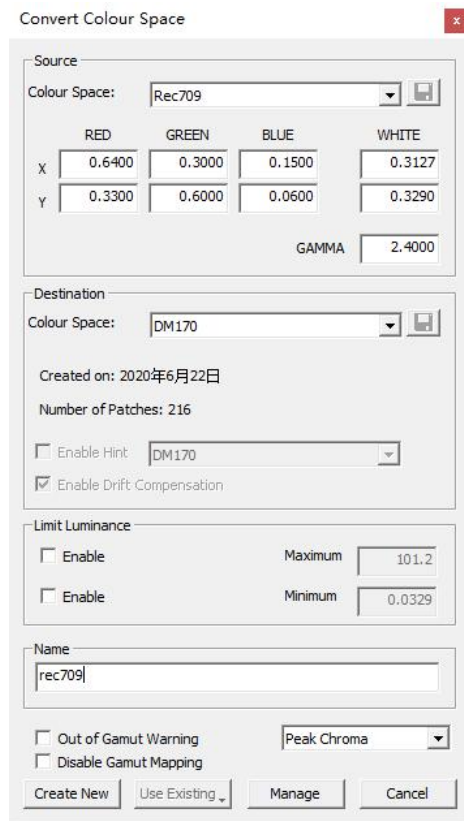 Convert Colour Space
x
Source
Colour Space: Rec709
RED GREEN BLUE WHITE
X 0.6400 0.3000 0.1500 0.3127
Y 0.3300 0.6000 0.0600 0.3290
GAMMA 2.4000
Destination
Colour Space: DM170
Created on: 2020年6月22日
Number of Patches: 216
Enable Hint DM170
Enable Drift Compensation
Limit Luminance
Enable Maximum 101.2
Enable Minimum 0.0329
Name
rec709
Out of Gamut Warning Peak Chroma
Disable Gamut Mapping
Create New Use Existing Manage Cancel